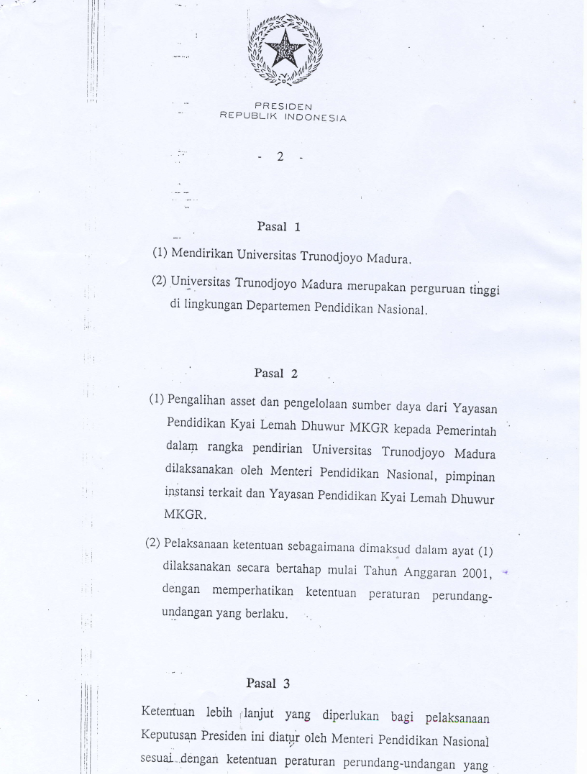 PRESIDEN
REPUBLIK INDONESIA
- 2 -
Pasal 1
(1) Mendirikan Universitas Trunodjoyo Madura.
(2) Universitas Trunodjoyo Madura merupakan perguruan tinggi
di lingkungan Departemen Pendidikan Nasional.
Pasal 2
(1) Pengalihan asset dan pengelolaan sumber daya dari Yayasan
Pendidikan Kyai Lemah Dhuwur MKGR kepada Pemerintah
dalam rangka pendirian Universitas Trunodjoyo Madura
dilaksanakan oleh Menteri Pendidikan Nasional, pimpinan
instansi terkait dan Yayasan Pendidikan Kyai Lemah Dhuwur
MKGR.
(2) Pelaksanaan ketentuan sebagaimana dimaksud dalam ayat (1)
dilaksanakan secara bertahap mulai Tahun Anggaran 2001,
dengan memperhatikan ketentuan peraturan perundang-
undangan yang berlaku.
Pasal 3
Ketentuan lebih lanjut yang diperlukan bagi pelaksanaan
Keputusan Presiden ini diatur oleh Menteri Pendidikan Nasional
sesuai dengan ketentuan peraturan perundang-undangan yang